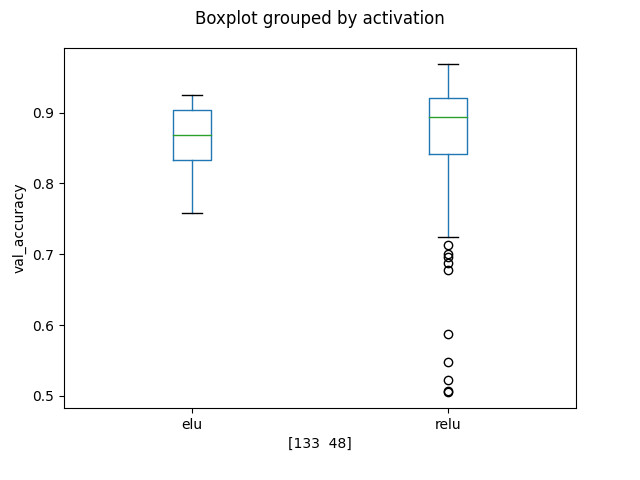 Boxplot grouped by activation
0.9
0.8
0.7
0.6
0.5
val_accuracy
elu relu
[133 48]